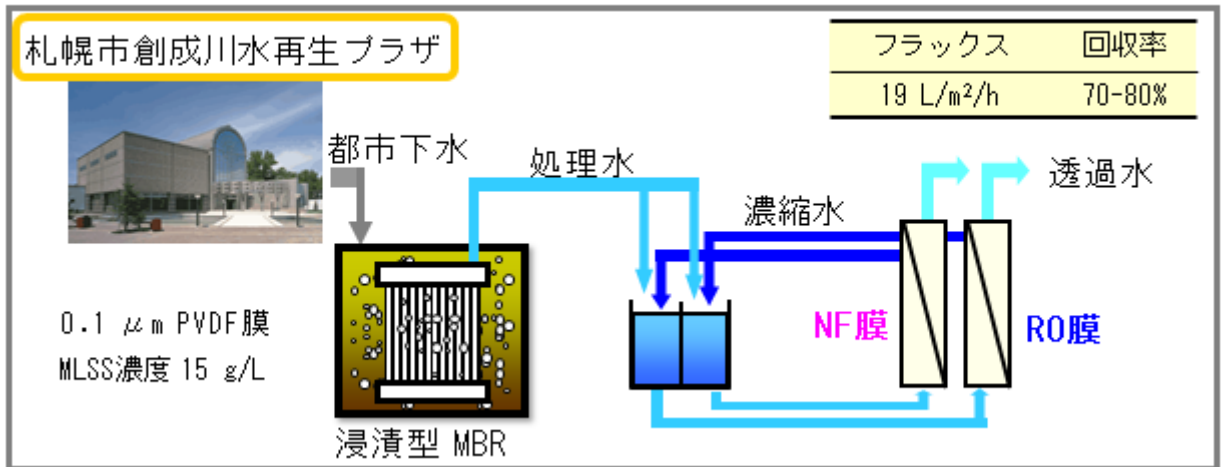 札幌市創成川水再生プラザ
フラックス 回収率
19 L/m²/h 70-80%
都市下水
処理水
透過水
濃縮水
0.1 μm PVDF膜
MLSS濃度 15 g/L
NF膜
RO膜
浸漬型 MBR